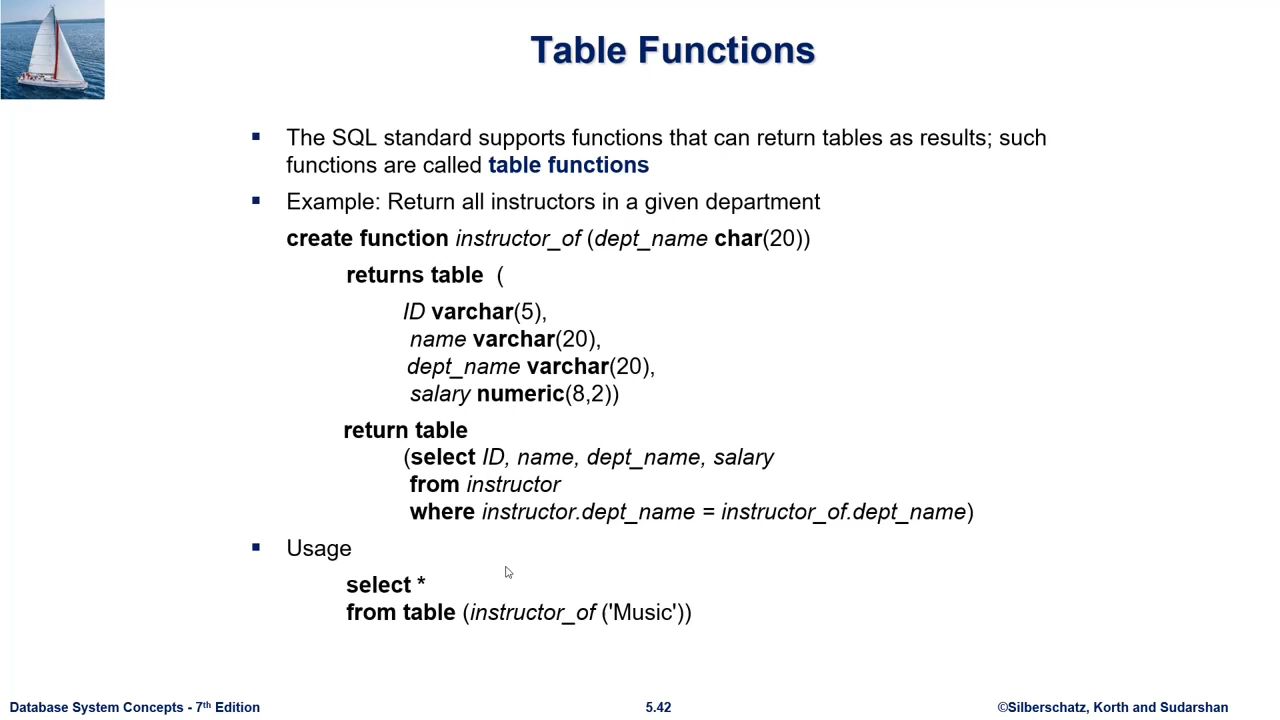 Table Functions
▪ The SQL standard supports functions that can return tables as results; such
functions are called table functions
▪ Example: Return all instructors in a given department
create function instructor_of (dept_name char(20))
returns table (
ID varchar(5),
name varchar(20),
dept_name varchar(20),
salary numeric(8,2))
return table
(select ID, name, dept_name, salary
from instructor
where instructor.dept_name = instructor_of.dept_name)
▪ Usage
select *
from table (instructor_of ('Music'))
Database System Concepts - 7th Edition 5.42 ©Silberschatz, Korth and Sudarshan